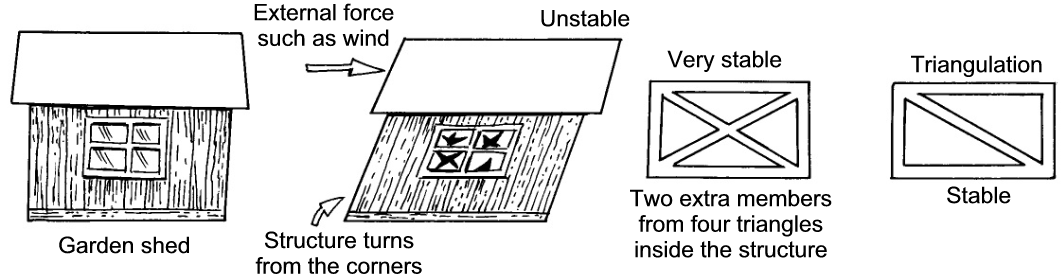 Garden shed
External force
such as wind
Unstable
Structure turns
from the corners
Very stable
Two extra members
from four triangles
inside the structure
Triangulation
Stable